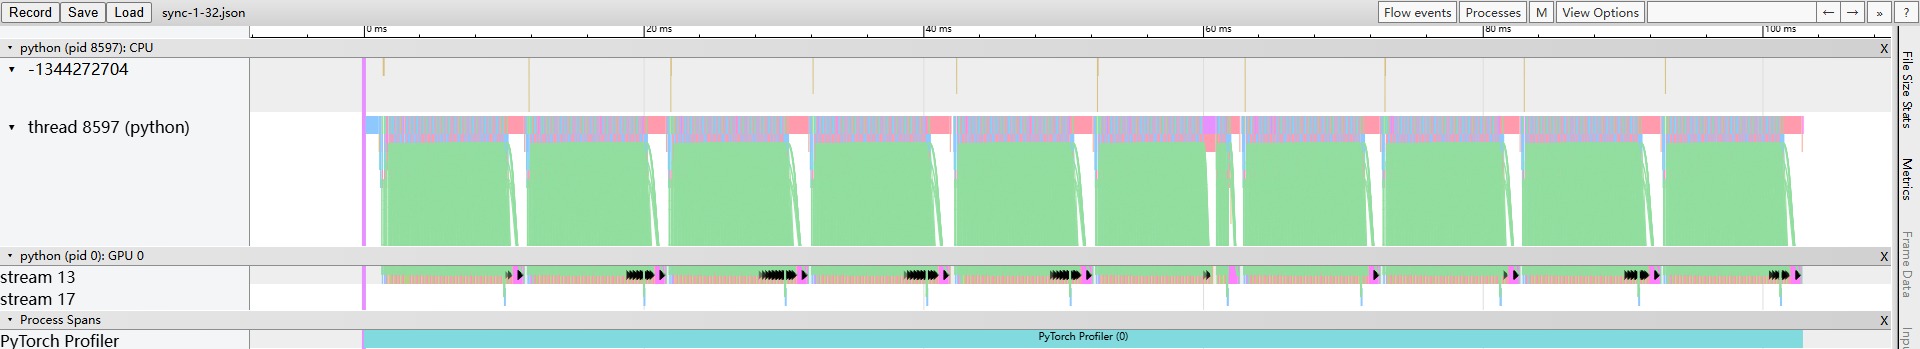 Record Save Load sync-1-32.json Flow events Processes M View Options ← → » ?
0 ms 20 ms 40 ms 60 ms 80 ms 100 ms
python (pid 8597): CPU X
-1344272704
thread 8597 (python)
python (pid 0): GPU 0 X
stream 13
stream 17
Process Spans X
PyTorch Profiler PyTorch Profiler (0)
File Size Stats
Metrics
Frame Data